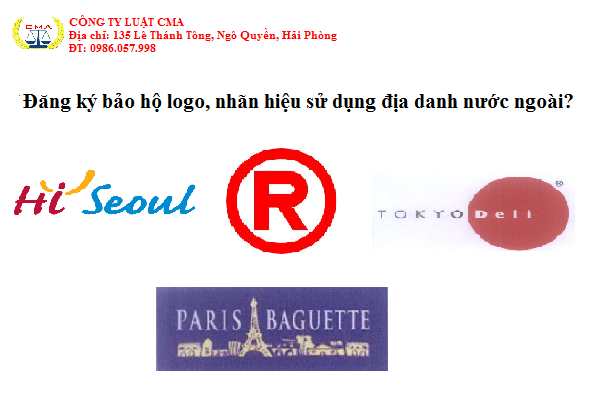 CMA
CÔNG TY LUẬT CMA
Địa chỉ: 135 Lê Thánh Tông, Ngô Quyền, Hải Phòng
ĐT: 0986.057.998
Đăng ký bảo hộ logo, nhãn hiệu sử dụng địa danh nước ngoài?
Hi Seoul
R
TOKYO Deli ®
PARIS BAGUETTE